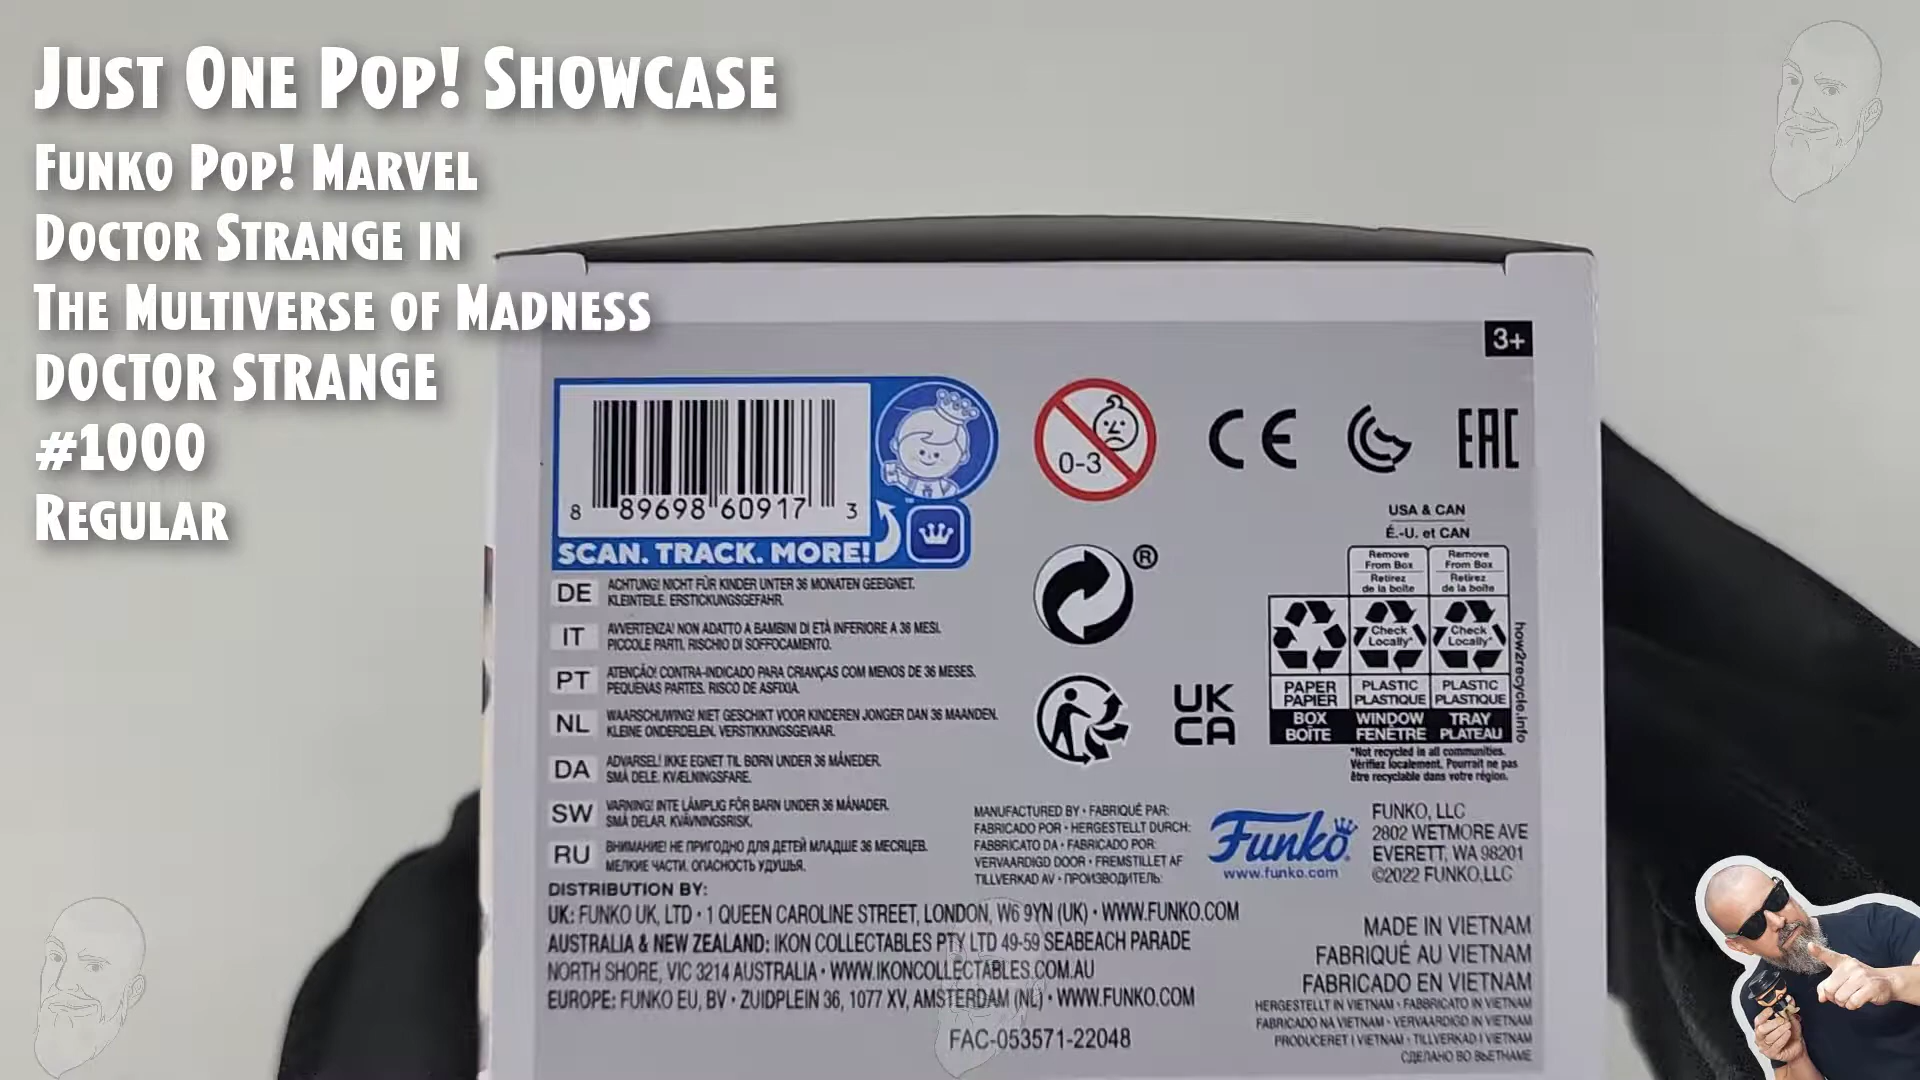 Just One Pop! Showcase
Funko Pop! Marvel
Doctor Strange in
The Multiverse of Madness
DOCTOR STRANGE
#1000
Regular
3+
8 89698 60917 3
SCAN. TRACK. MORE!
0-3
CE
EAC
USA & CAN
É.-U. et CAN
Remove From Box
Retirez de la boîte
Remove From Box
Retirez de la boîte
Check Locally*
Check Locally*
PAPER
PAPIER
PLASTIC
PLASTIQUE
PLASTIC
PLASTIQUE
BOX
BOÎTE
WINDOW
FENÊTRE
TRAY
PLATEAU
how2recycle.info
*Not recycled in all communities.
Vérifiez localement. Pourrait ne pas
être recyclable dans votre région.
®
UK
CA
DE ACHTUNG! NICHT FÜR KINDER UNTER 36 MONATEN GEEIGNET.
KLEINTEILE. ERSTICKUNGSGEFAHR.
IT AVVERTENZA! NON ADATTO A BAMBINI DI ETÀ INFERIORE A 36 MESI.
PICCOLE PARTI. RISCHIO DI SOFFOCAMENTO.
PT ATENCÃO! CONTRA-INDICADO PARA CRIANÇAS COM MENOS DE 36 MESES.
PEQUENAS PARTES. RISCO DE ASFIXIA.
NL WAARSCHUWING! NIET GESCHIKT VOOR KINDEREN JONGER DAN 36 MAANDEN.
KLEINE ONDERDELEN. VERSTIKKINGSGEVAAR.
DA ADVARSEL! IKKE EGNET TIL BØRN UNDER 36 MÅNEDER.
SMÅ DELE. KVÆLNINGSFARE.
SW VARNING! INTE LÄMPLIG FÖR BARN UNDER 36 MÅNADER.
SMÅ DELAR. KVÄVNINGSRISK.
RU ВНИМАНИЕ! НЕ ПРИГОДНО ДЛЯ ДЕТЕЙ МЛАДШЕ 36 МЕСЯЦЕВ.
МЕЛКИЕ ЧАСТИ. ОПАСНОСТЬ УДУШЬЯ.
MANUFACTURED BY • FABRIQUÉ PAR:
FABRICADO POR • HERGESTELLT DURCH:
FABBRICATO DA • FABRICADO POR:
VERVAARDIGD DOOR • FREMSTILLET AF
TILLVERKAD AV • ПРОИЗВОДИТЕЛЬ:
Funko®
www.funko.com
FUNKO, LLC
2802 WETMORE AVE
EVERETT, WA 98201
©2022 FUNKO,LLC
DISTRIBUTION BY:
UK: FUNKO UK, LTD • 1 QUEEN CAROLINE STREET, LONDON, W6 9YN (UK) • WWW.FUNKO.COM
AUSTRALIA & NEW ZEALAND: IKON COLLECTABLES PTY LTD 49-59 SEABEACH PARADE
NORTH SHORE, VIC 3214 AUSTRALIA • WWW.IKONCOLLECTABLES.COM.AU
EUROPE: FUNKO EU, BV • ZUIDPLEIN 36, 1077 XV, AMSTERDAM (NL) • WWW.FUNKO.COM
FAC-053571-22048
MADE IN VIETNAM
FABRIQUÉ AU VIETNAM
FABRICADO EN VIETNAM
HERGESTELLT IN VIETNAM • FABBRICATO IN VIETNAM
FABRICADO NA VIETNAM • VERVAARDIGD IN VIETNAM
PRODUCERET I VIETNAM • TILLVERKAD I VIETNAM
СДЕЛАНО ВО ВЬЕТНАМЕ